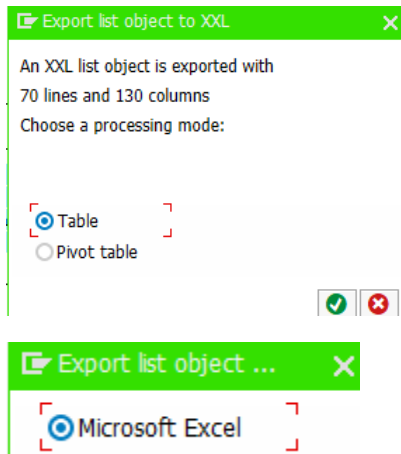 Export list object to XXL
An XXL list object is exported with
70 lines and 130 columns
Choose a processing mode:
Table
Pivot table
Export list object ...
Microsoft Excel